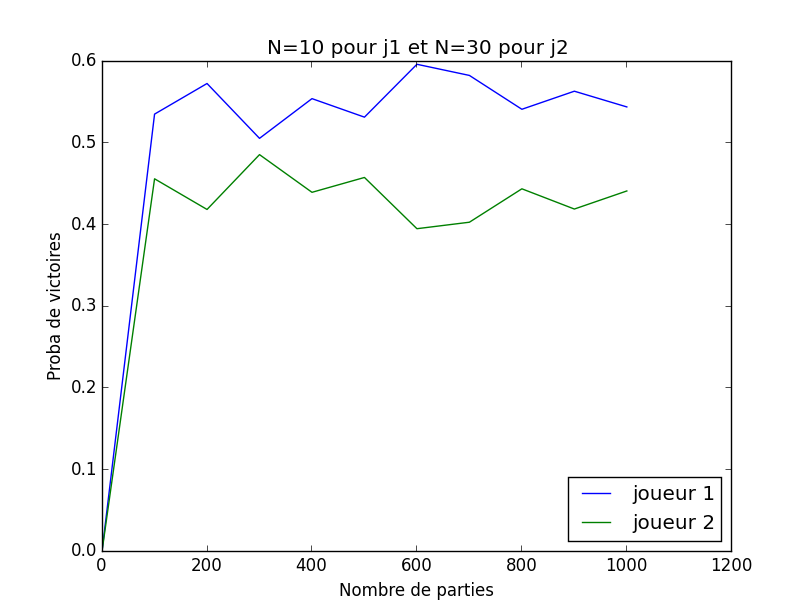 N=10 pour j1 et N=30 pour j2
0.6
0.5
0.4
0.3
0.2
0.1
0.0
Proba de victoires
0 200 400 600 800 1000 1200
Nombre de parties
joueur 1
joueur 2